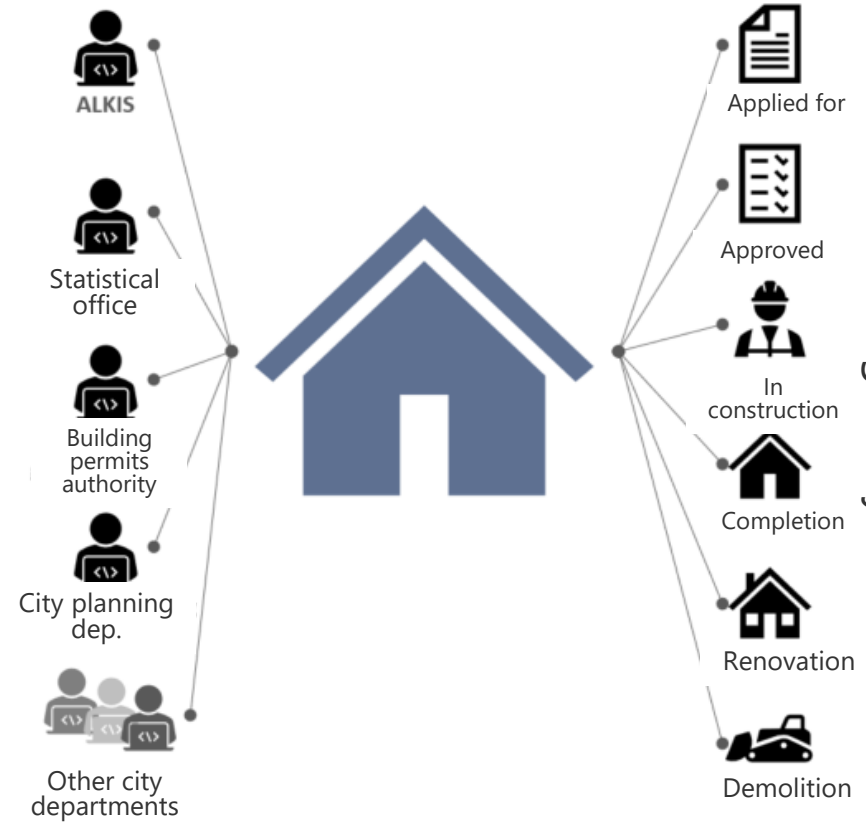 ALKIS
Statistical
office
Building
permits
authority
City planning
dep.
Other city
departments
Applied for
Approved
In
construction
Completion
Renovation
Demolition